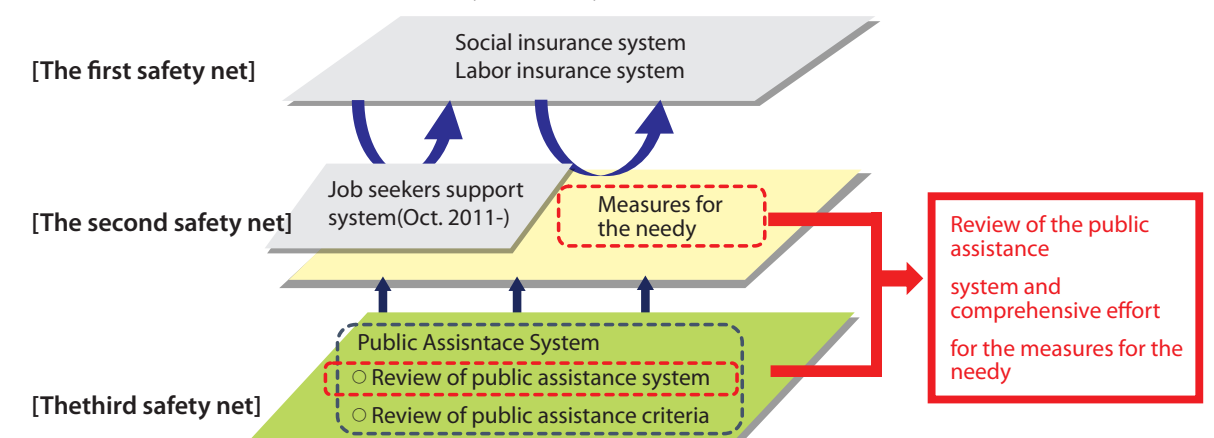 Social insurance system
Labor insurance system
[The first safety net]
Job seekers support
system(Oct. 2011-)
Measures for
the needy
[The second safety net]
Review of the public
assistance
system and
comprehensive effort
for the measures for the
needy
Public Assisntace System
○ Review of public assistance system
○ Review of public assistance criteria
[Thethird safety net]